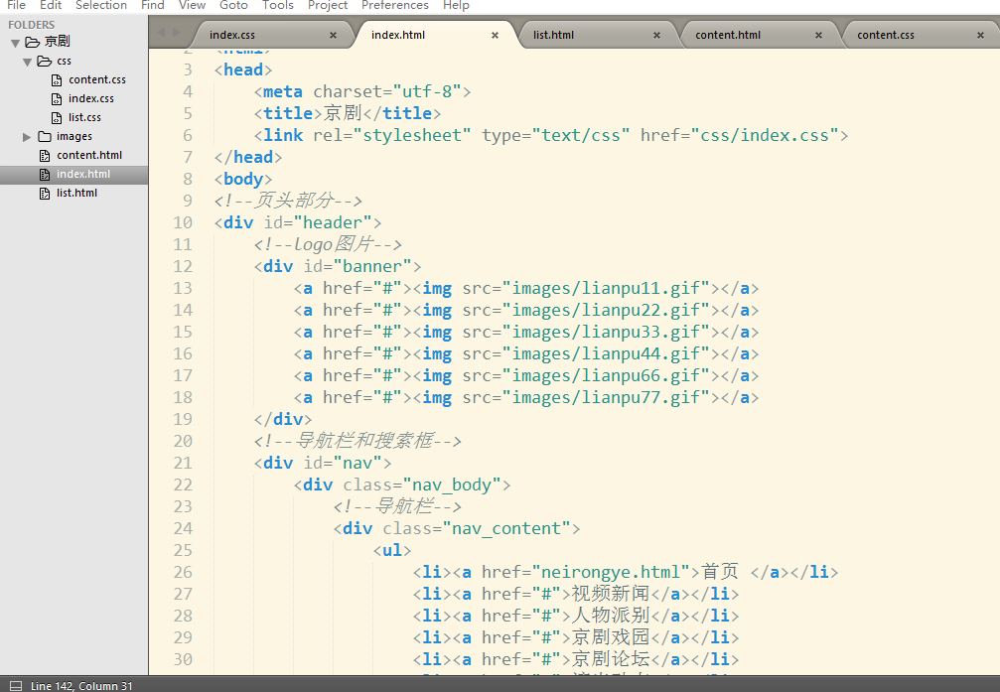 File Edit Selection Find View Goto Tools Project Preferences Help
FOLDERS
京剧
css
content.css
index.css
list.css
images
content.html
index.html
list.html
index.css × index.html × list.html × content.html × content.css ×
2 <html>
3 <head>
4 <meta charset="utf-8">
5 <title>京剧</title>
6 <link rel="stylesheet" type="text/css" href="css/index.css">
7 </head>
8 <body>
9 <!--页头部分-->
10 <div id="header">
11 <!--logo图片-->
12 <div id="banner">
13 <a href="#"><img src="images/lianpu11.gif"></a>
14 <a href="#"><img src="images/lianpu22.gif"></a>
15 <a href="#"><img src="images/lianpu33.gif"></a>
16 <a href="#"><img src="images/lianpu44.gif"></a>
17 <a href="#"><img src="images/lianpu66.gif"></a>
18 <a href="#"><img src="images/lianpu77.gif"></a>
19 </div>
20 <!--导航栏和搜索框-->
21 <div id="nav">
22 <div class="nav_body">
23 <!--导航栏-->
24 <div class="nav_content">
25 <ul>
26 <li><a href="neirongye.html">首页 </a></li>
27 <li><a href="#">视频新闻</a></li>
28 <li><a href="#">人物派别</a></li>
29 <li><a href="#">京剧戏园</a></li>
30 <li><a href="#">京剧论坛</a></li>
Line 142, Column 31